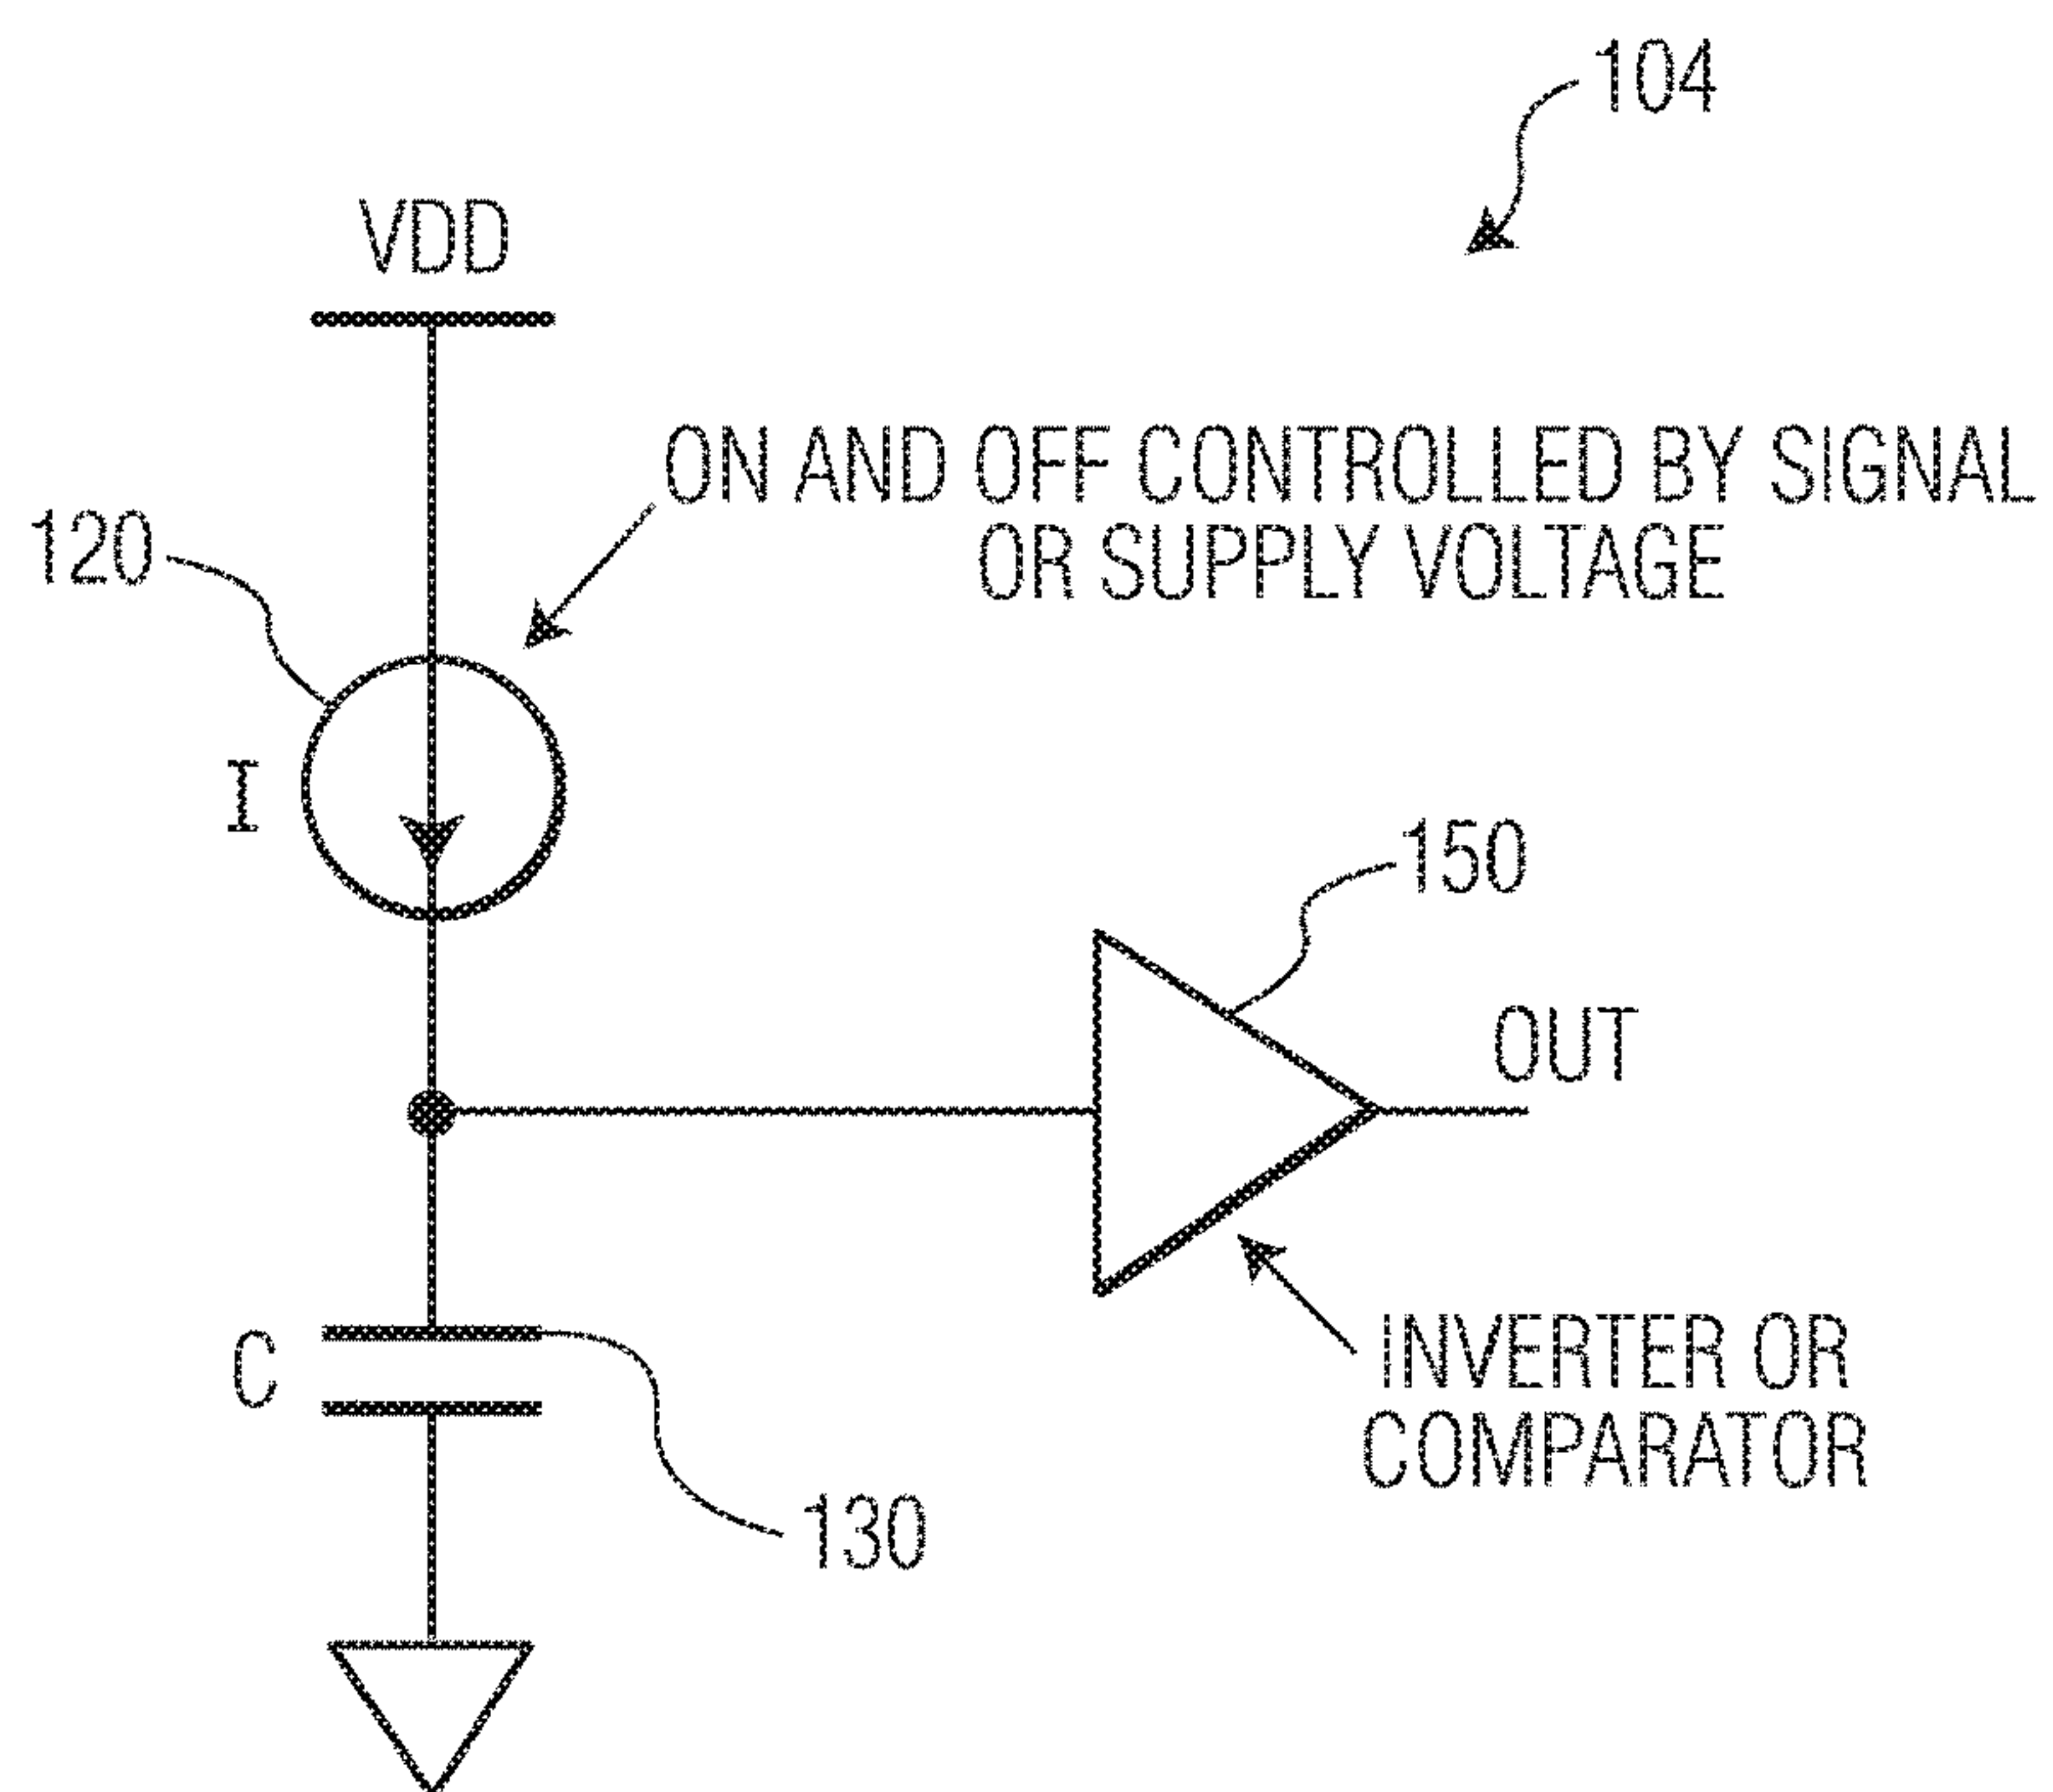 104
VDD
ON AND OFF CONTROLLED BY SIGNAL
OR SUPPLY VOLTAGE
120
I
150
OUT
C
INVERTER OR
COMPARATOR
130